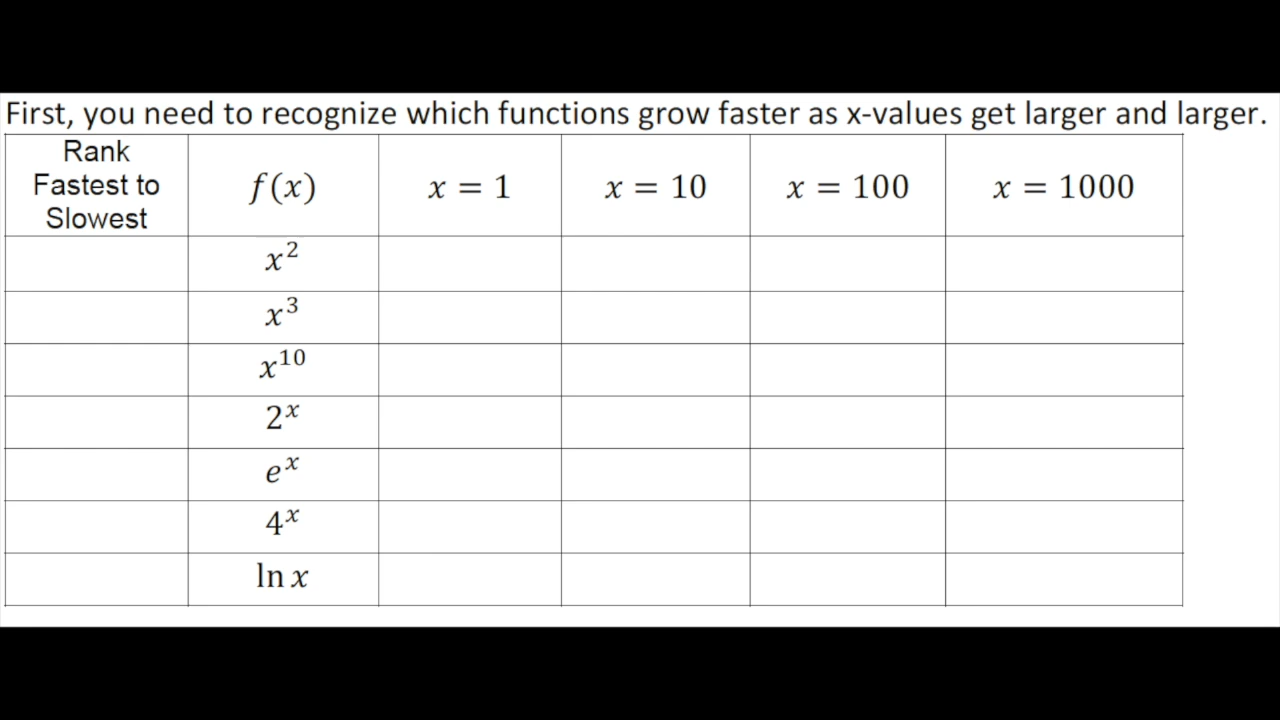 First, you need to recognize which functions grow faster as x-values get larger and larger.
Rank
Fastest to
Slowest
f(x)
x = 1
x = 10
x = 100
x = 1000
x²
x³
x¹⁰
2ˣ
eˣ
4ˣ
ln x